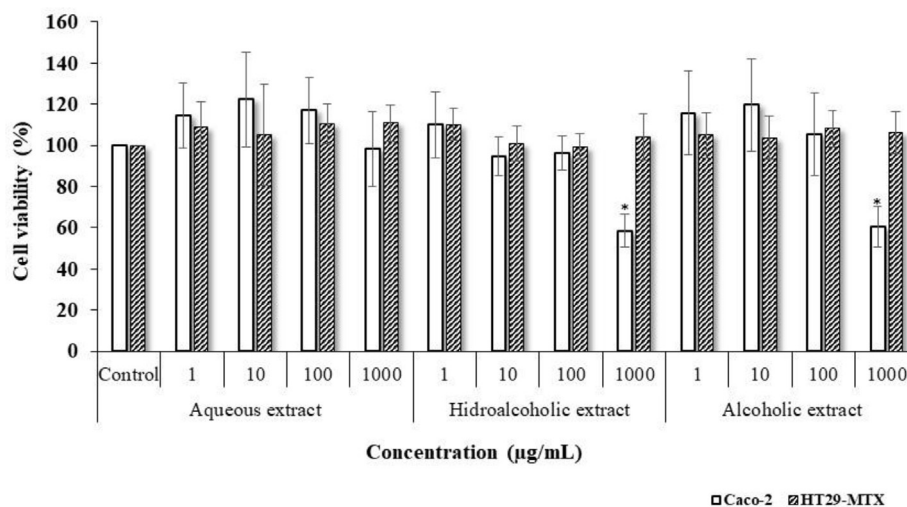 160
140
120
100
80
60
40
20
0
Cell viability (%)
*
*
Control 1 10 100 1000 1 10 100 1000 1 10 100 1000
Aqueous extract Hidroalcoholic extract Alcoholic extract
Concentration (µg/mL)
Caco-2 HT29-MTX